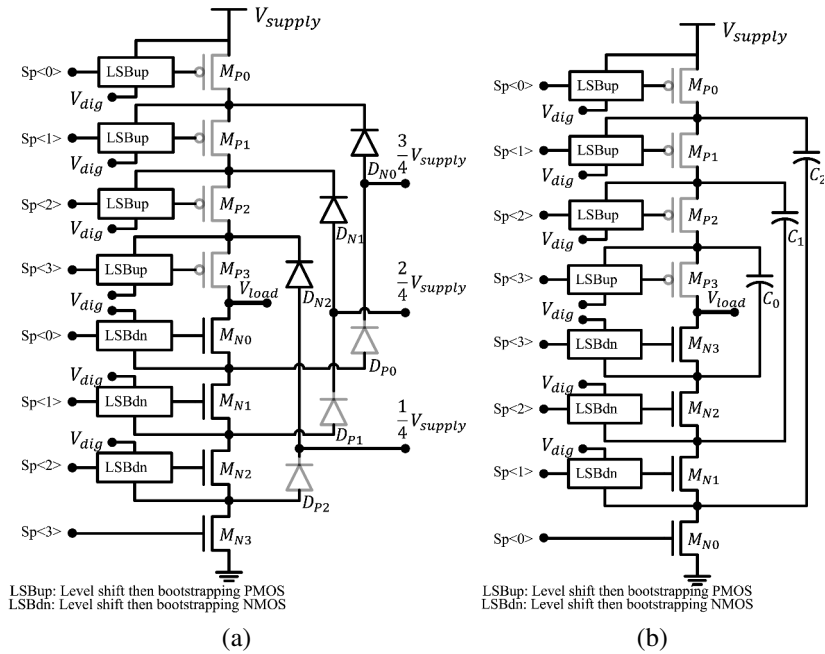 V_supply
Sp<0>
LSBup
M_P0
V_dig
Sp<1>
LSBup
M_P1
V_dig
D_N0
3/4 V_supply
Sp<2>
LSBup
M_P2
V_dig
D_N1
Sp<3>
LSBup
M_P3
V_dig
D_N2
2/4 V_supply
V_load
Sp<0>
LSBdn
M_N0
D_P0
V_dig
Sp<1>
LSBdn
M_N1
D_P1
1/4 V_supply
V_dig
Sp<2>
LSBdn
M_N2
D_P2
Sp<3>
M_N3
LSBup: Level shift then bootstrapping PMOS
LSBdn: Level shift then bootstrapping NMOS
(a)
V_supply
Sp<0>
LSBup
M_P0
V_dig
Sp<1>
LSBup
M_P1
C_2
V_dig
Sp<2>
LSBup
M_P2
C_1
V_dig
Sp<3>
LSBup
M_P3
C_0
V_dig
V_load
Sp<3>
LSBdn
M_N3
V_dig
Sp<2>
LSBdn
M_N2
V_dig
Sp<1>
LSBdn
M_N1
Sp<0>
M_N0
LSBup: Level shift then bootstrapping PMOS
LSBdn: Level shift then bootstrapping NMOS
(b)